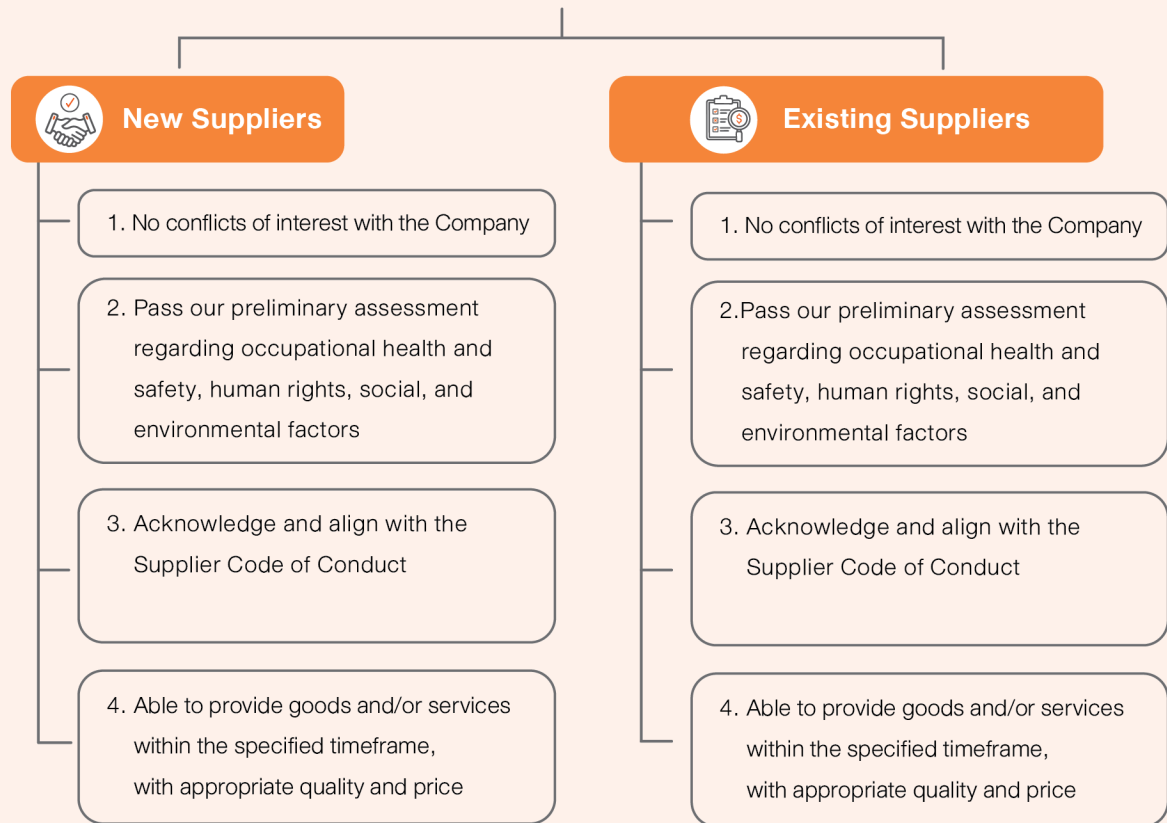 New Suppliers
1. No conflicts of interest with the Company
2. Pass our preliminary assessment
regarding occupational health and
safety, human rights, social, and
environmental factors
3. Acknowledge and align with the
Supplier Code of Conduct
4. Able to provide goods and/or services
within the specified timeframe,
with appropriate quality and price
Existing Suppliers
1. No conflicts of interest with the Company
2.Pass our preliminary assessment
regarding occupational health and
safety, human rights, social, and
environmental factors
3. Acknowledge and align with the
Supplier Code of Conduct
4. Able to provide goods and/or services
within the specified timeframe,
with appropriate quality and price